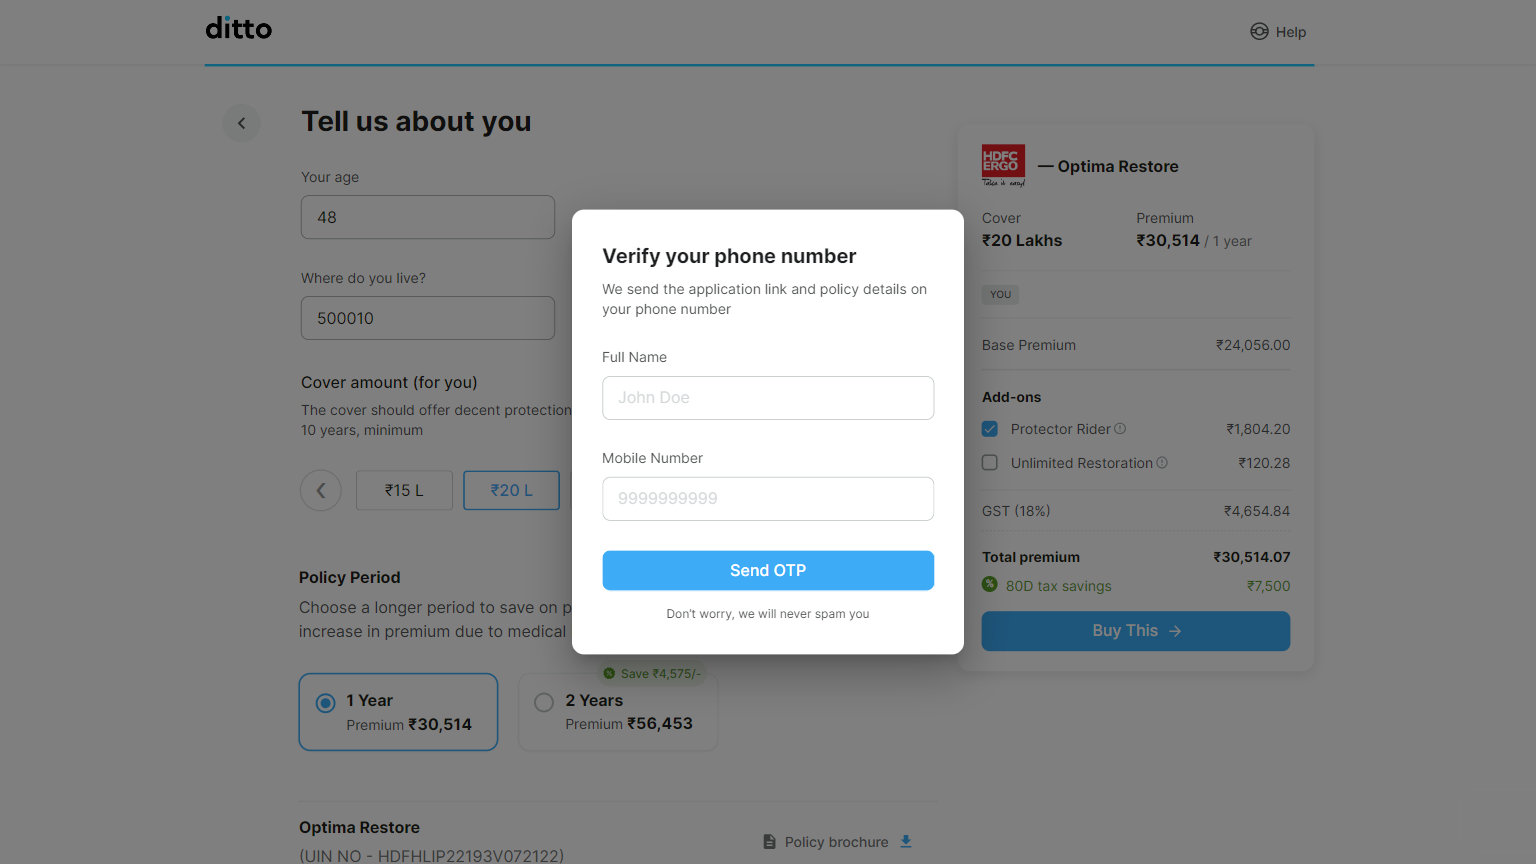 ditto
Help
Tell us about you
Your age
48
Where do you live?
500010
Cover amount (for you)
The cover should offer decent protection
10 years, minimum
₹15 L
₹20 L
Policy Period
Choose a longer period to save on p
increase in premium due to medical
Save ₹4,575/-
1 Year
Premium ₹30,514
2 Years
Premium ₹56,453
Optima Restore
(UIN NO - HDFHLIP22193V072122)
Policy brochure
Verify your phone number
We send the application link and policy details on
your phone number
Full Name
John Doe
Mobile Number
9999999999
Send OTP
Don't worry, we will never spam you
HDFC
ERGO
Take it easy!
— Optima Restore
Cover
₹20 Lakhs
Premium
₹30,514 / 1 year
YOU
Base Premium ₹24,056.00
Add-ons
Protector Rider ₹1,804.20
Unlimited Restoration ₹120.28
GST (18%) ₹4,654.84
Total premium ₹30,514.07
80D tax savings ₹7,500
Buy This →